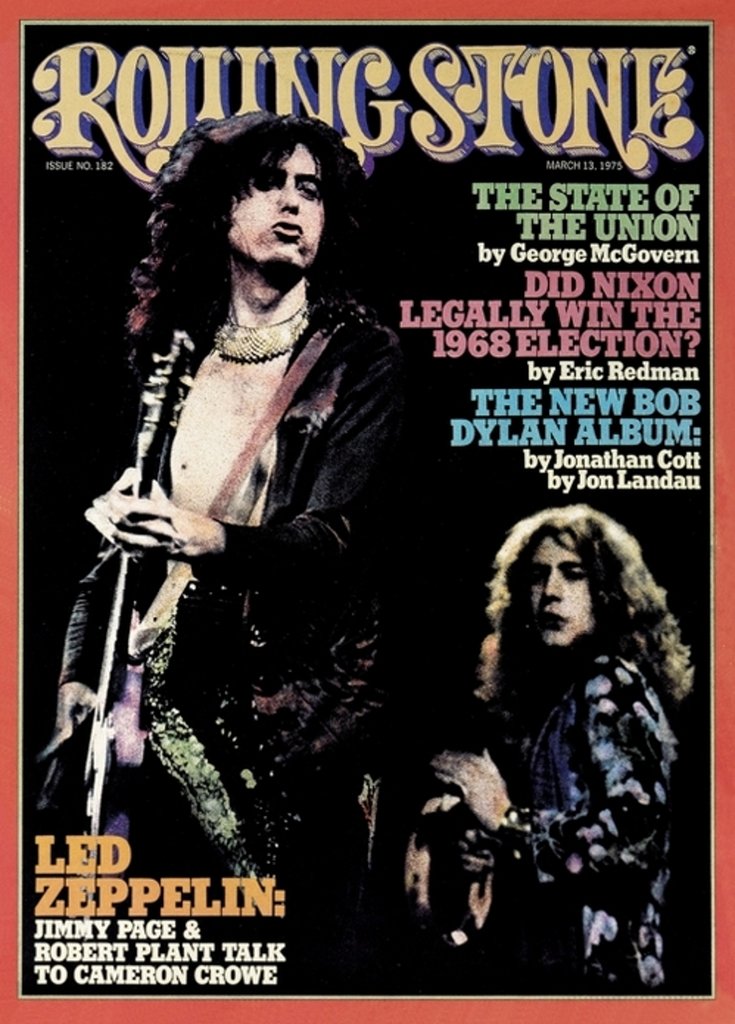 ROLLING STONE®
ISSUE NO. 182
MARCH 13, 1975
THE STATE OF
THE UNION
by George McGovern
DID NIXON
LEGALLY WIN THE
1968 ELECTION?
by Eric Redman
THE NEW BOB
DYLAN ALBUM:
by Jonathan Cott
by Jon Landau
LED
ZEPPELIN:
JIMMY PAGE &
ROBERT PLANT TALK
TO CAMERON CROWE